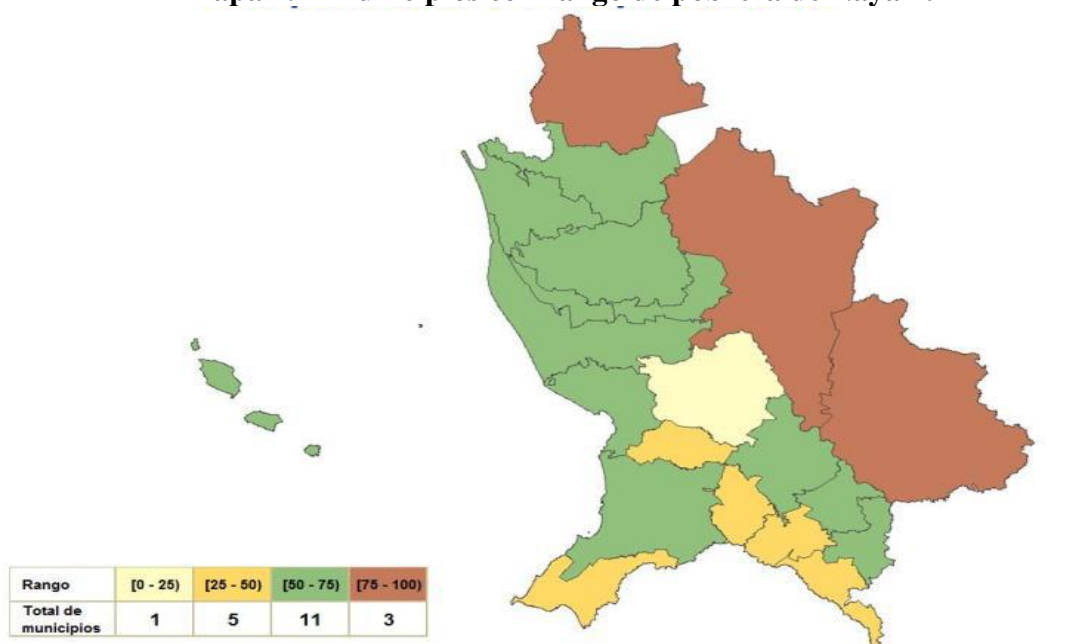 Rango [0 - 25) [25 - 50) [50 - 75) [75 - 100)
Total de municipios 1 5 11 3